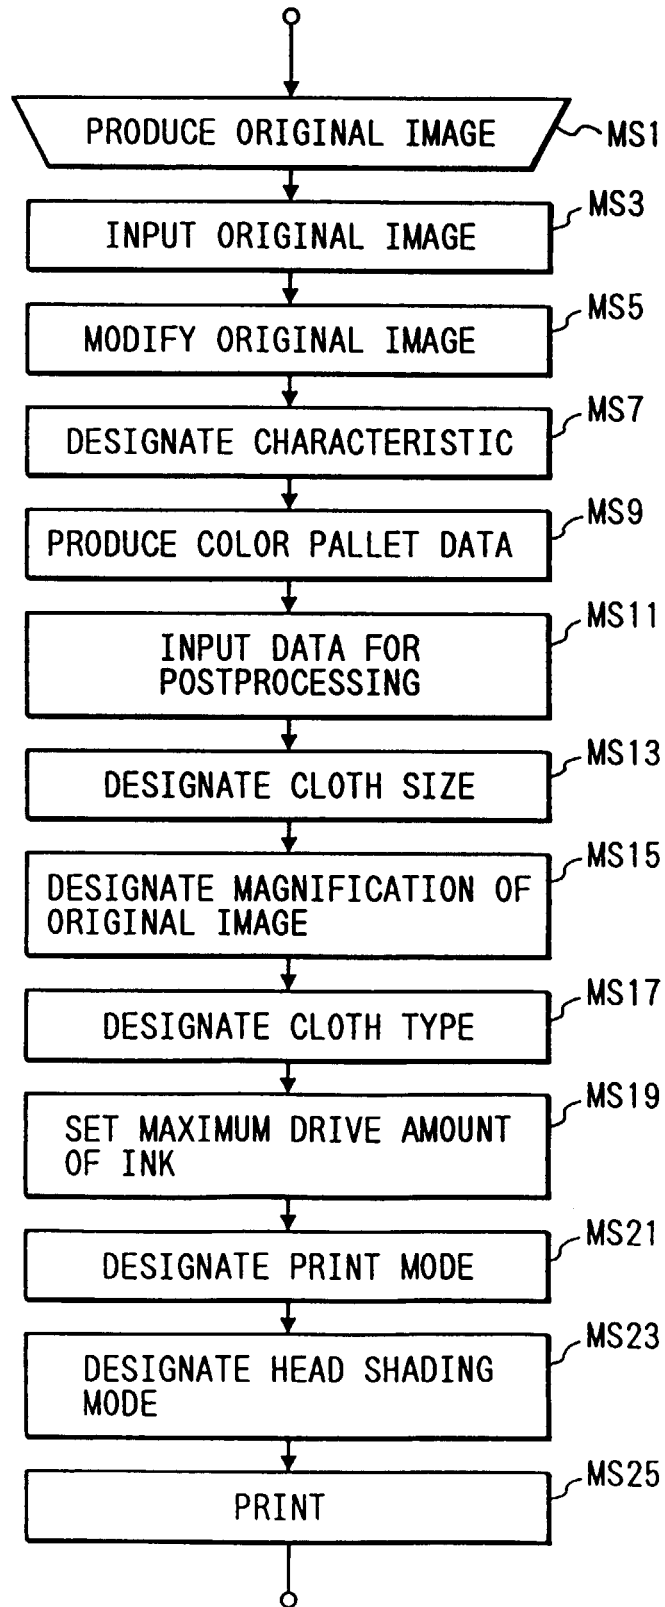 PRODUCE ORIGINAL IMAGE
MS1
INPUT ORIGINAL IMAGE
MS3
MODIFY ORIGINAL IMAGE
MS5
DESIGNATE CHARACTERISTIC
MS7
PRODUCE COLOR PALLET DATA
MS9
INPUT DATA FOR
POSTPROCESSING
MS11
DESIGNATE CLOTH SIZE
MS13
DESIGNATE MAGNIFICATION OF
ORIGINAL IMAGE
MS15
DESIGNATE CLOTH TYPE
MS17
SET MAXIMUM DRIVE AMOUNT
OF INK
MS19
DESIGNATE PRINT MODE
MS21
DESIGNATE HEAD SHADING
MODE
MS23
PRINT
MS25